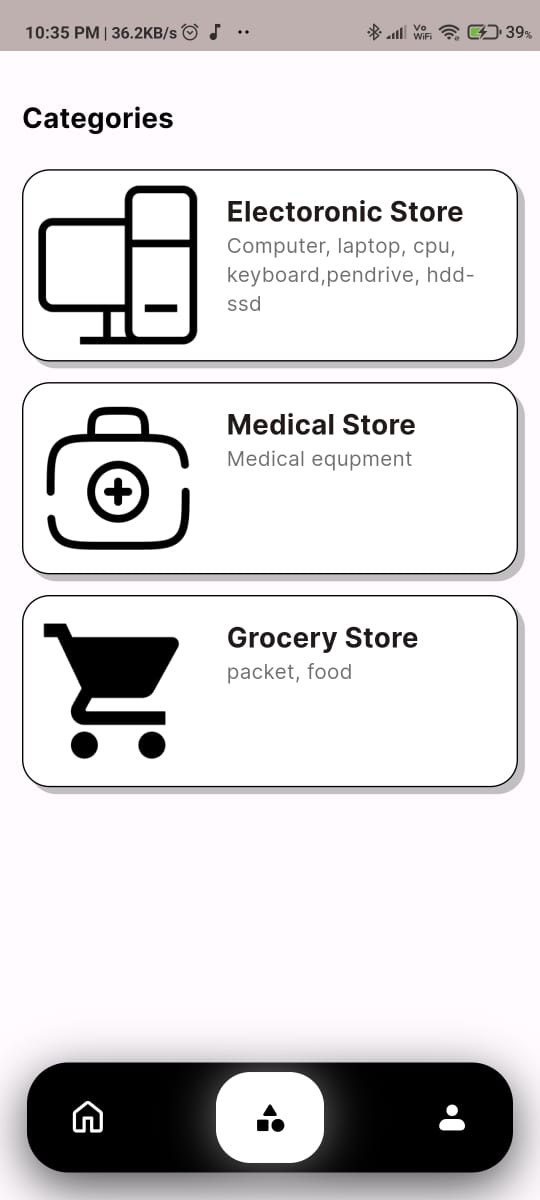 10:35 PM | 36.2KB/s
Vo
WiFi
39%
Categories
Electoronic Store
Computer, laptop, cpu,
keyboard,pendrive, hdd-
ssd
Medical Store
Medical equpment
Grocery Store
packet, food